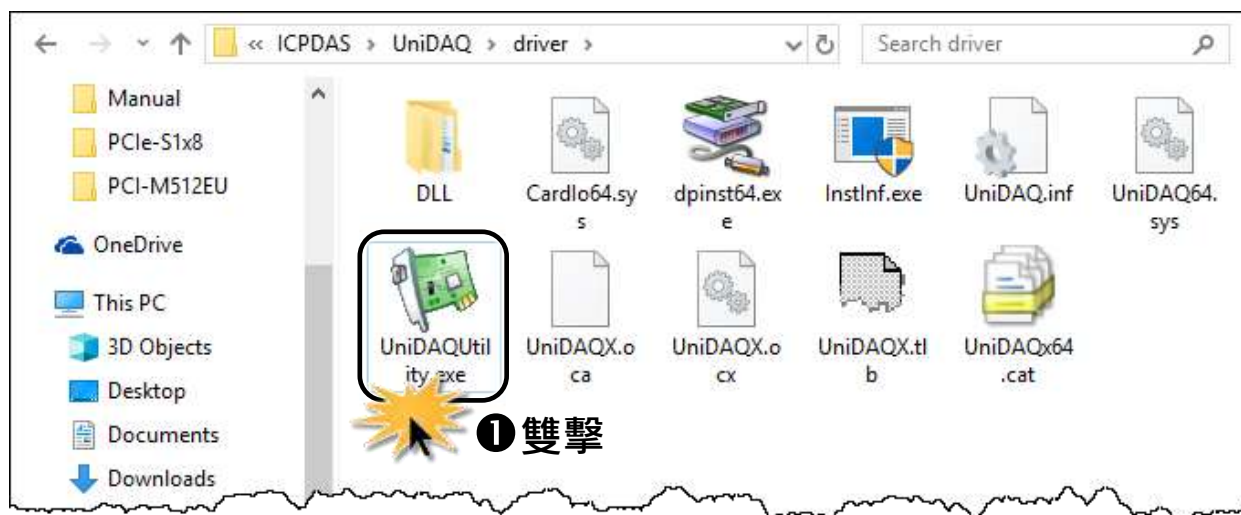 « ICPDAS › UniDAQ › driver ›
Search driver
Manual
PCIe-S1x8
PCI-M512EU
OneDrive
This PC
3D Objects
Desktop
Documents
Downloads
DLL
CardIo64.sy
s
dpinst64.ex
e
InstInf.exe
UniDAQ.inf
UniDAQ64.
sys
UniDAQUtil
ity.exe
UniDAQX.o
ca
UniDAQX.o
cx
UniDAQX.tl
b
UniDAQx64
.cat
❶雙擊